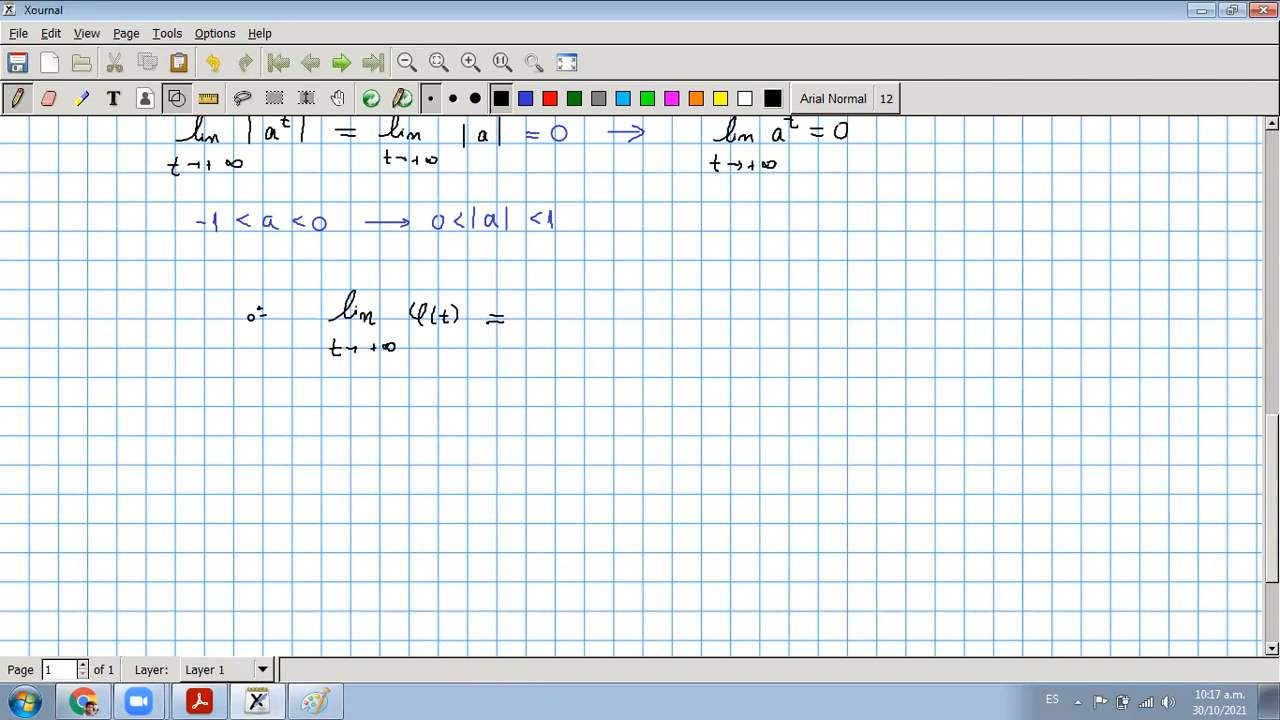 Xournal
File Edit View Page Tools Options Help
Arial Normal 12
lim | a^t | = lim |a| = 0 → lim a^t = 0
t→+∞ t→+∞ t→+∞
-1 < a < 0 → 0 < |a| < 1
∴ lim φ(t) =
t→+∞
Page 1 of 1 Layer: Layer 1
ES 10:17 a.m.
30/10/2021